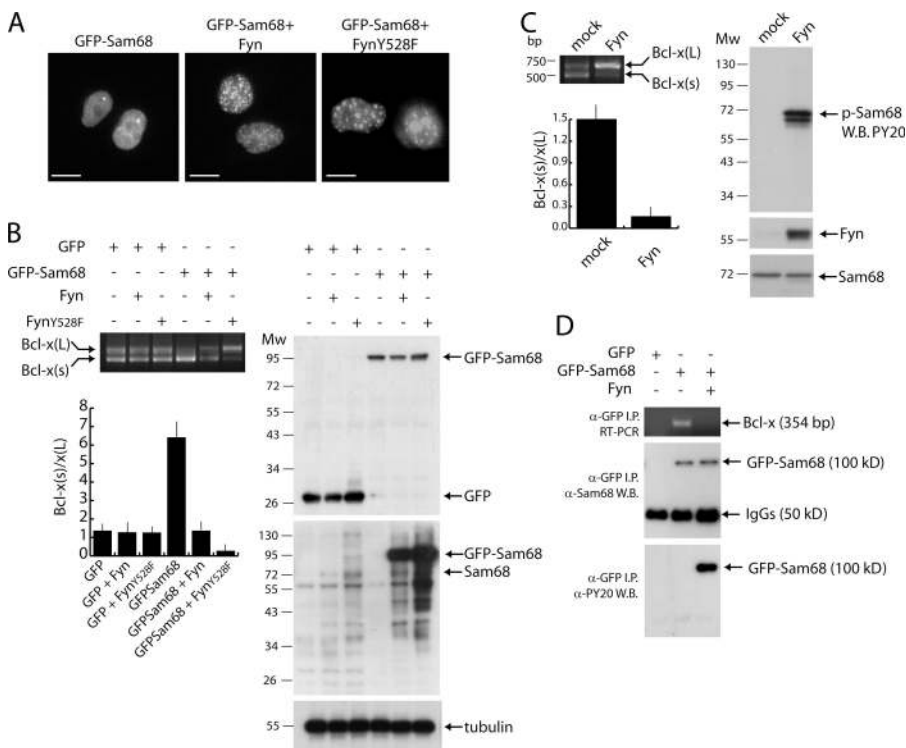 A
GFP-Sam68
GFP-Sam68+
Fyn
GFP-Sam68+
FynY528F
B
GFP + + + - - -
GFP-Sam68 - - - + + +
Fyn - + - - + -
FynY528F - - + - - +
Bcl-x(L)
Bcl-x(s)
Bcl-x(s)/x(L)
8
7
6
5
4
3
2
1
0
GFP
GFP + Fyn
GFP + FynY528F
GFPSam68
GFPSam68 + Fyn
GFPSam68 + FynY528F
+ + + - - -
- - - + + +
- + - - + -
- - + - - +
Mw
95
72
55
43
34
26
GFP-Sam68
GFP
130
95
72
55
43
34
26
GFP-Sam68
Sam68
55
tubulin
C
mock Fyn
bp
750
500
Bcl-x(L)
Bcl-x(s)
Bcl-x(s)/x(L)
1.5
1.2
0.9
0.6
0.3
0.0
mock
Fyn
mock Fyn
Mw
130
95
72
55
43
34
p-Sam68
W.B. PY20
55
Fyn
72
Sam68
D
GFP + - -
GFP-Sam68 - + +
Fyn - - +
α-GFP I.P.
RT-PCR
Bcl-x (354 bp)
α-GFP I.P.
α-Sam68 W.B.
GFP-Sam68 (100 kD)
IgGs (50 kD)
α-GFP I.P.
α-PY20 W.B.
GFP-Sam68 (100 kD)